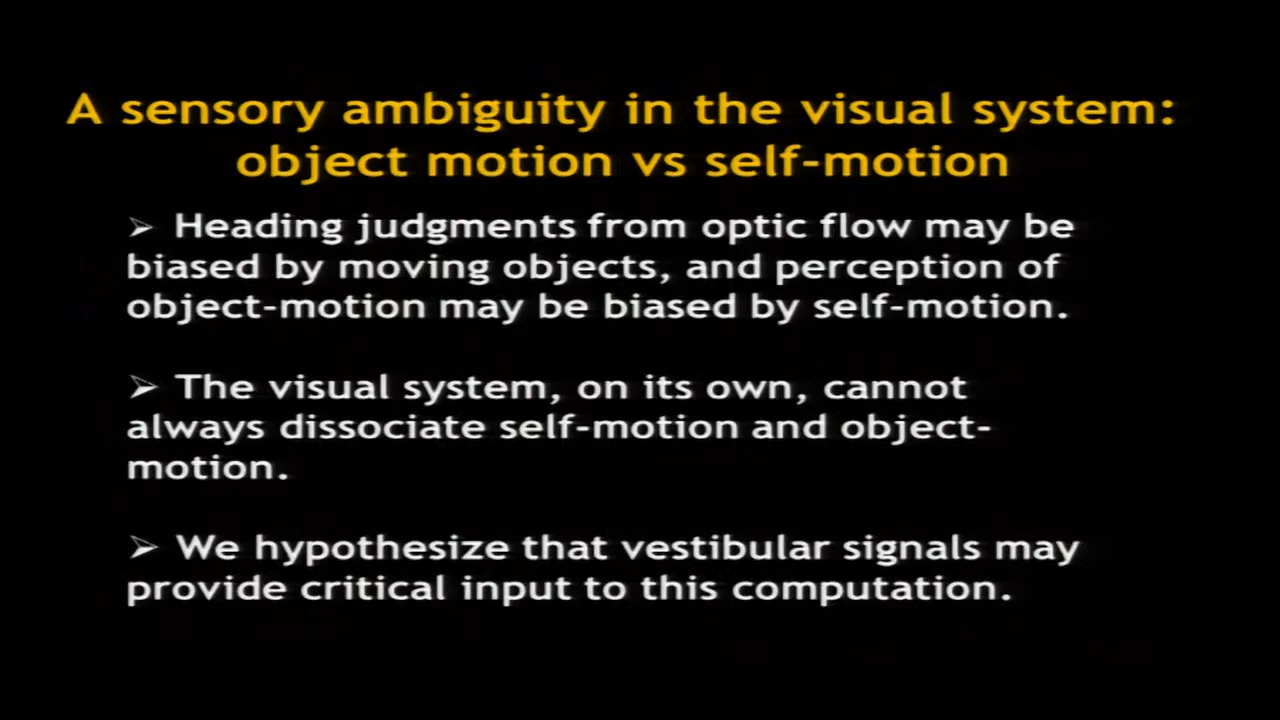 A sensory ambiguity in the visual system:
object motion vs self-motion
➢ Heading judgments from optic flow may be
biased by moving objects, and perception of
object-motion may be biased by self-motion.
➢ The visual system, on its own, cannot
always dissociate self-motion and object-
motion.
➢ We hypothesize that vestibular signals may
provide critical input to this computation.